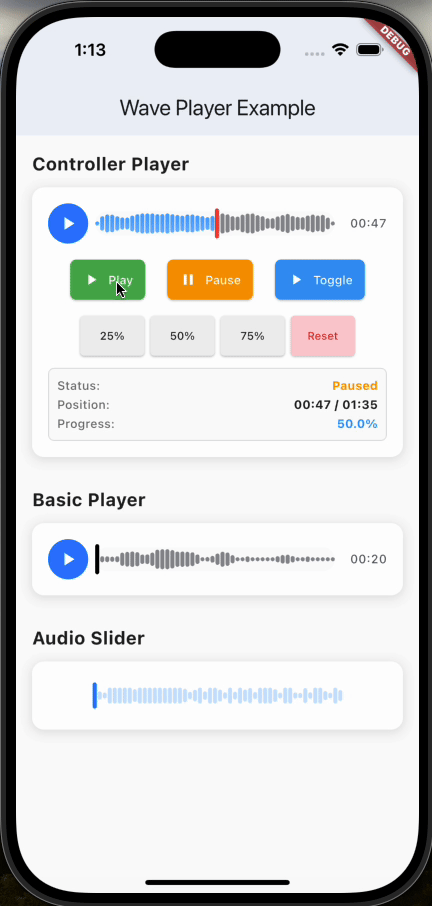 1:13
DEBUG
Wave Player Example
Controller Player
00:47
Play Pause Toggle
25% 50% 75% Reset
Status: Paused
Position: 00:47 / 01:35
Progress: 50.0%
Basic Player
00:20
Audio Slider